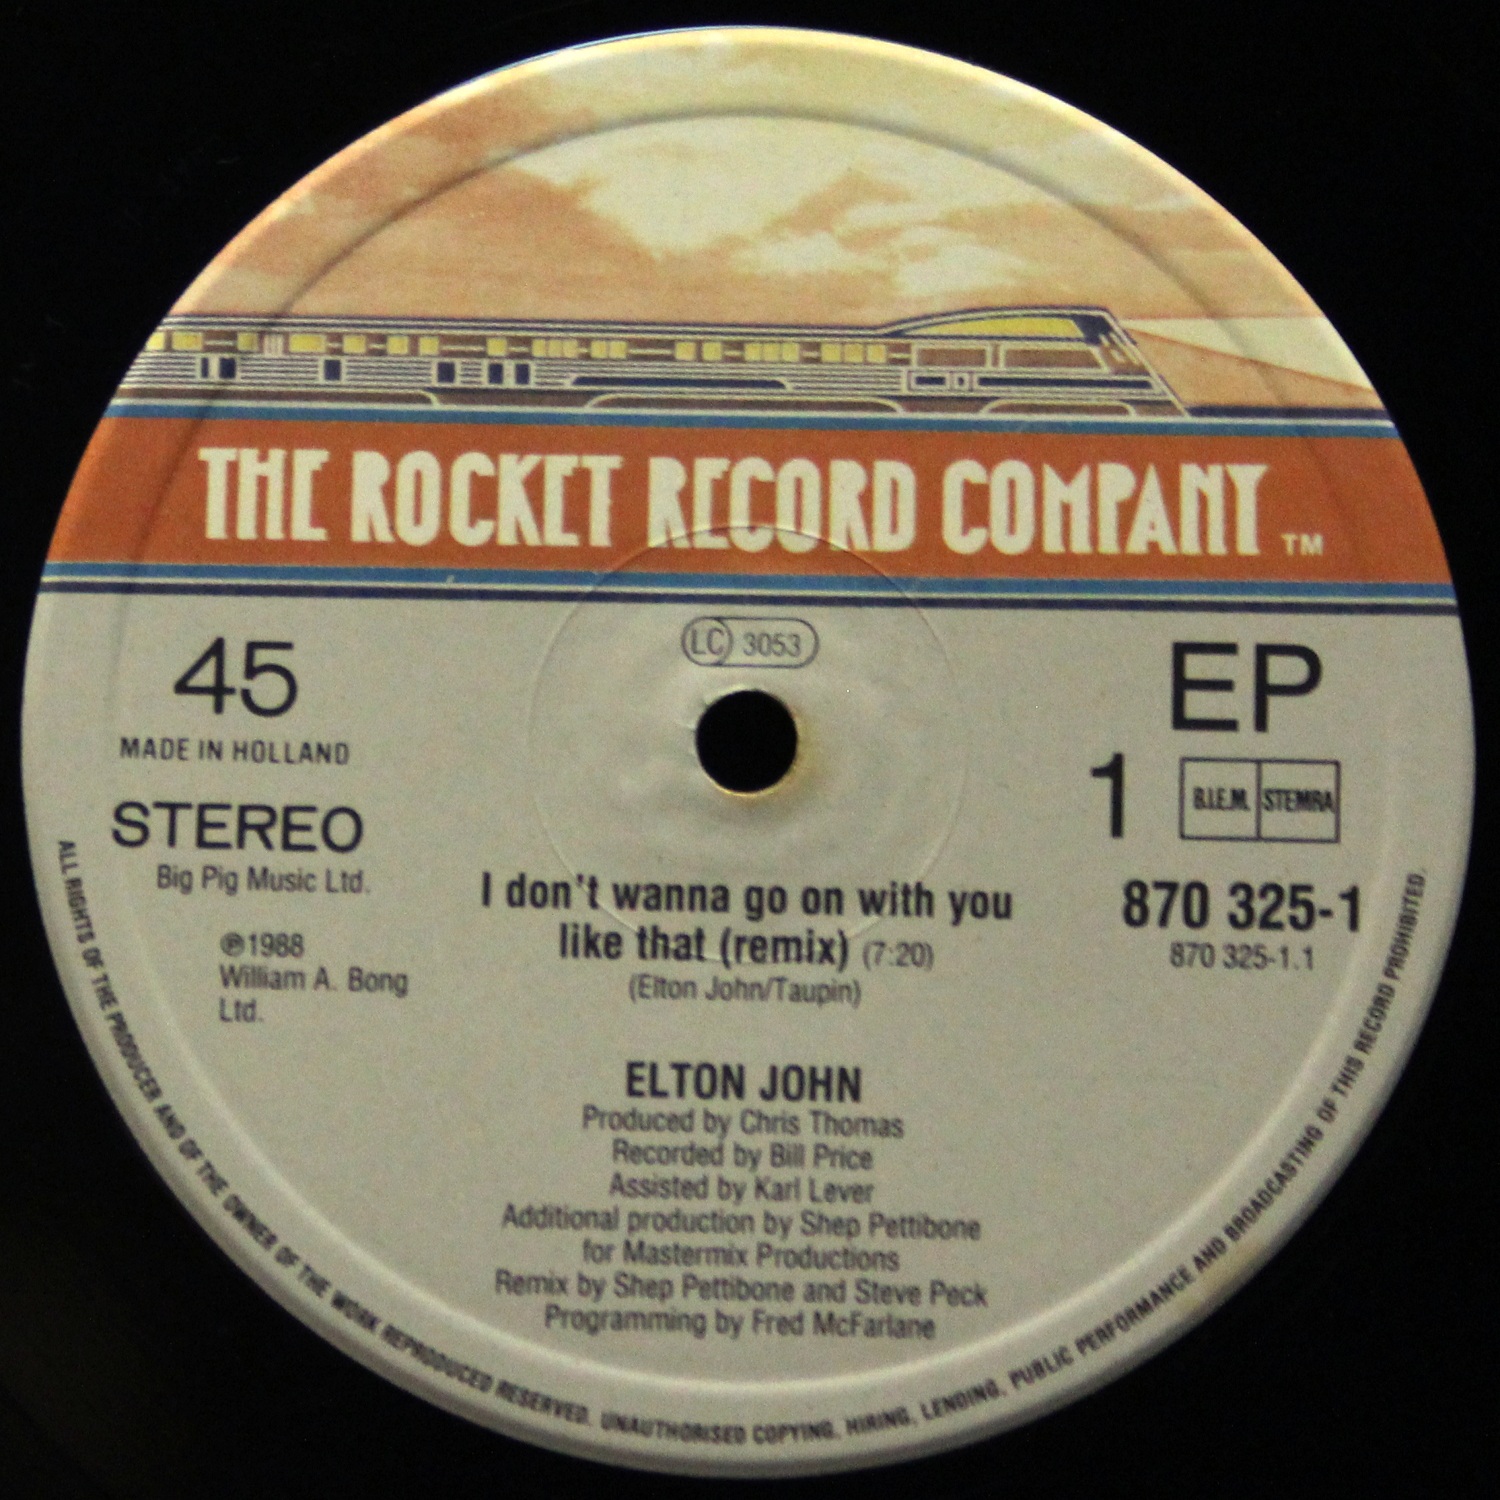 THE ROCKET RECORD COMPANY TM
LC 3053
45
MADE IN HOLLAND
STEREO
Big Pig Music Ltd.
℗1988
William A. Bong
Ltd.
EP
1
B.I.E.M. STEMRA
870 325-1
870 325-1.1
I don't wanna go on with you
like that (remix) (7:20)
(Elton John/Taupin)
ELTON JOHN
Produced by Chris Thomas
Recorded by Bill Price
Assisted by Karl Lever
Additional production by Shep Pettibone
for Mastermix Productions
Remix by Shep Pettibone and Steve Peck
Programming by Fred McFarlane
ALL RIGHTS OF THE PRODUCER AND OF THE OWNER OF THE WORK REPRODUCED RESERVED. UNAUTHORISED COPYING, HIRING, LENDING, PUBLIC PERFORMANCE AND BROADCASTING OF THIS RECORD PROHIBITED.